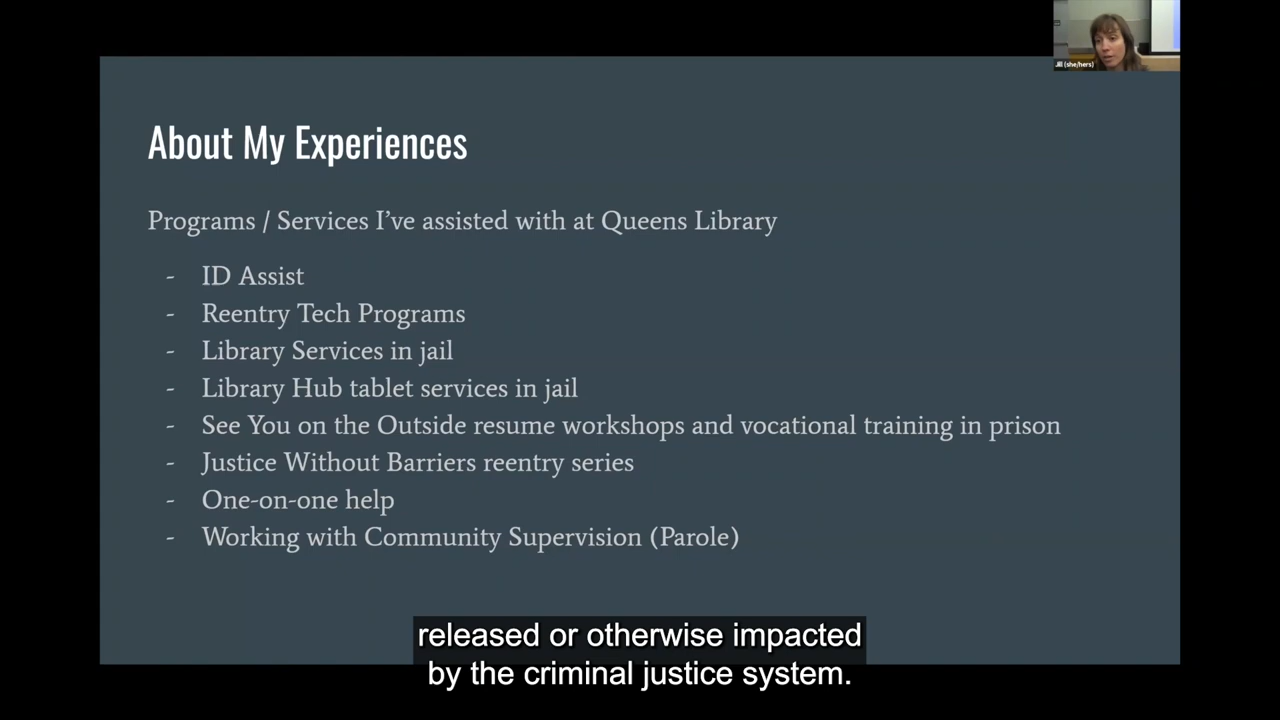 Jill (she/hers)
About My Experiences
Programs / Services I've assisted with at Queens Library
- ID Assist
- Reentry Tech Programs
- Library Services in jail
- Library Hub tablet services in jail
- See You on the Outside resume workshops and vocational training in prison
- Justice Without Barriers reentry series
- One-on-one help
- Working with Community Supervision (Parole)
released or otherwise impacted
by the criminal justice system.